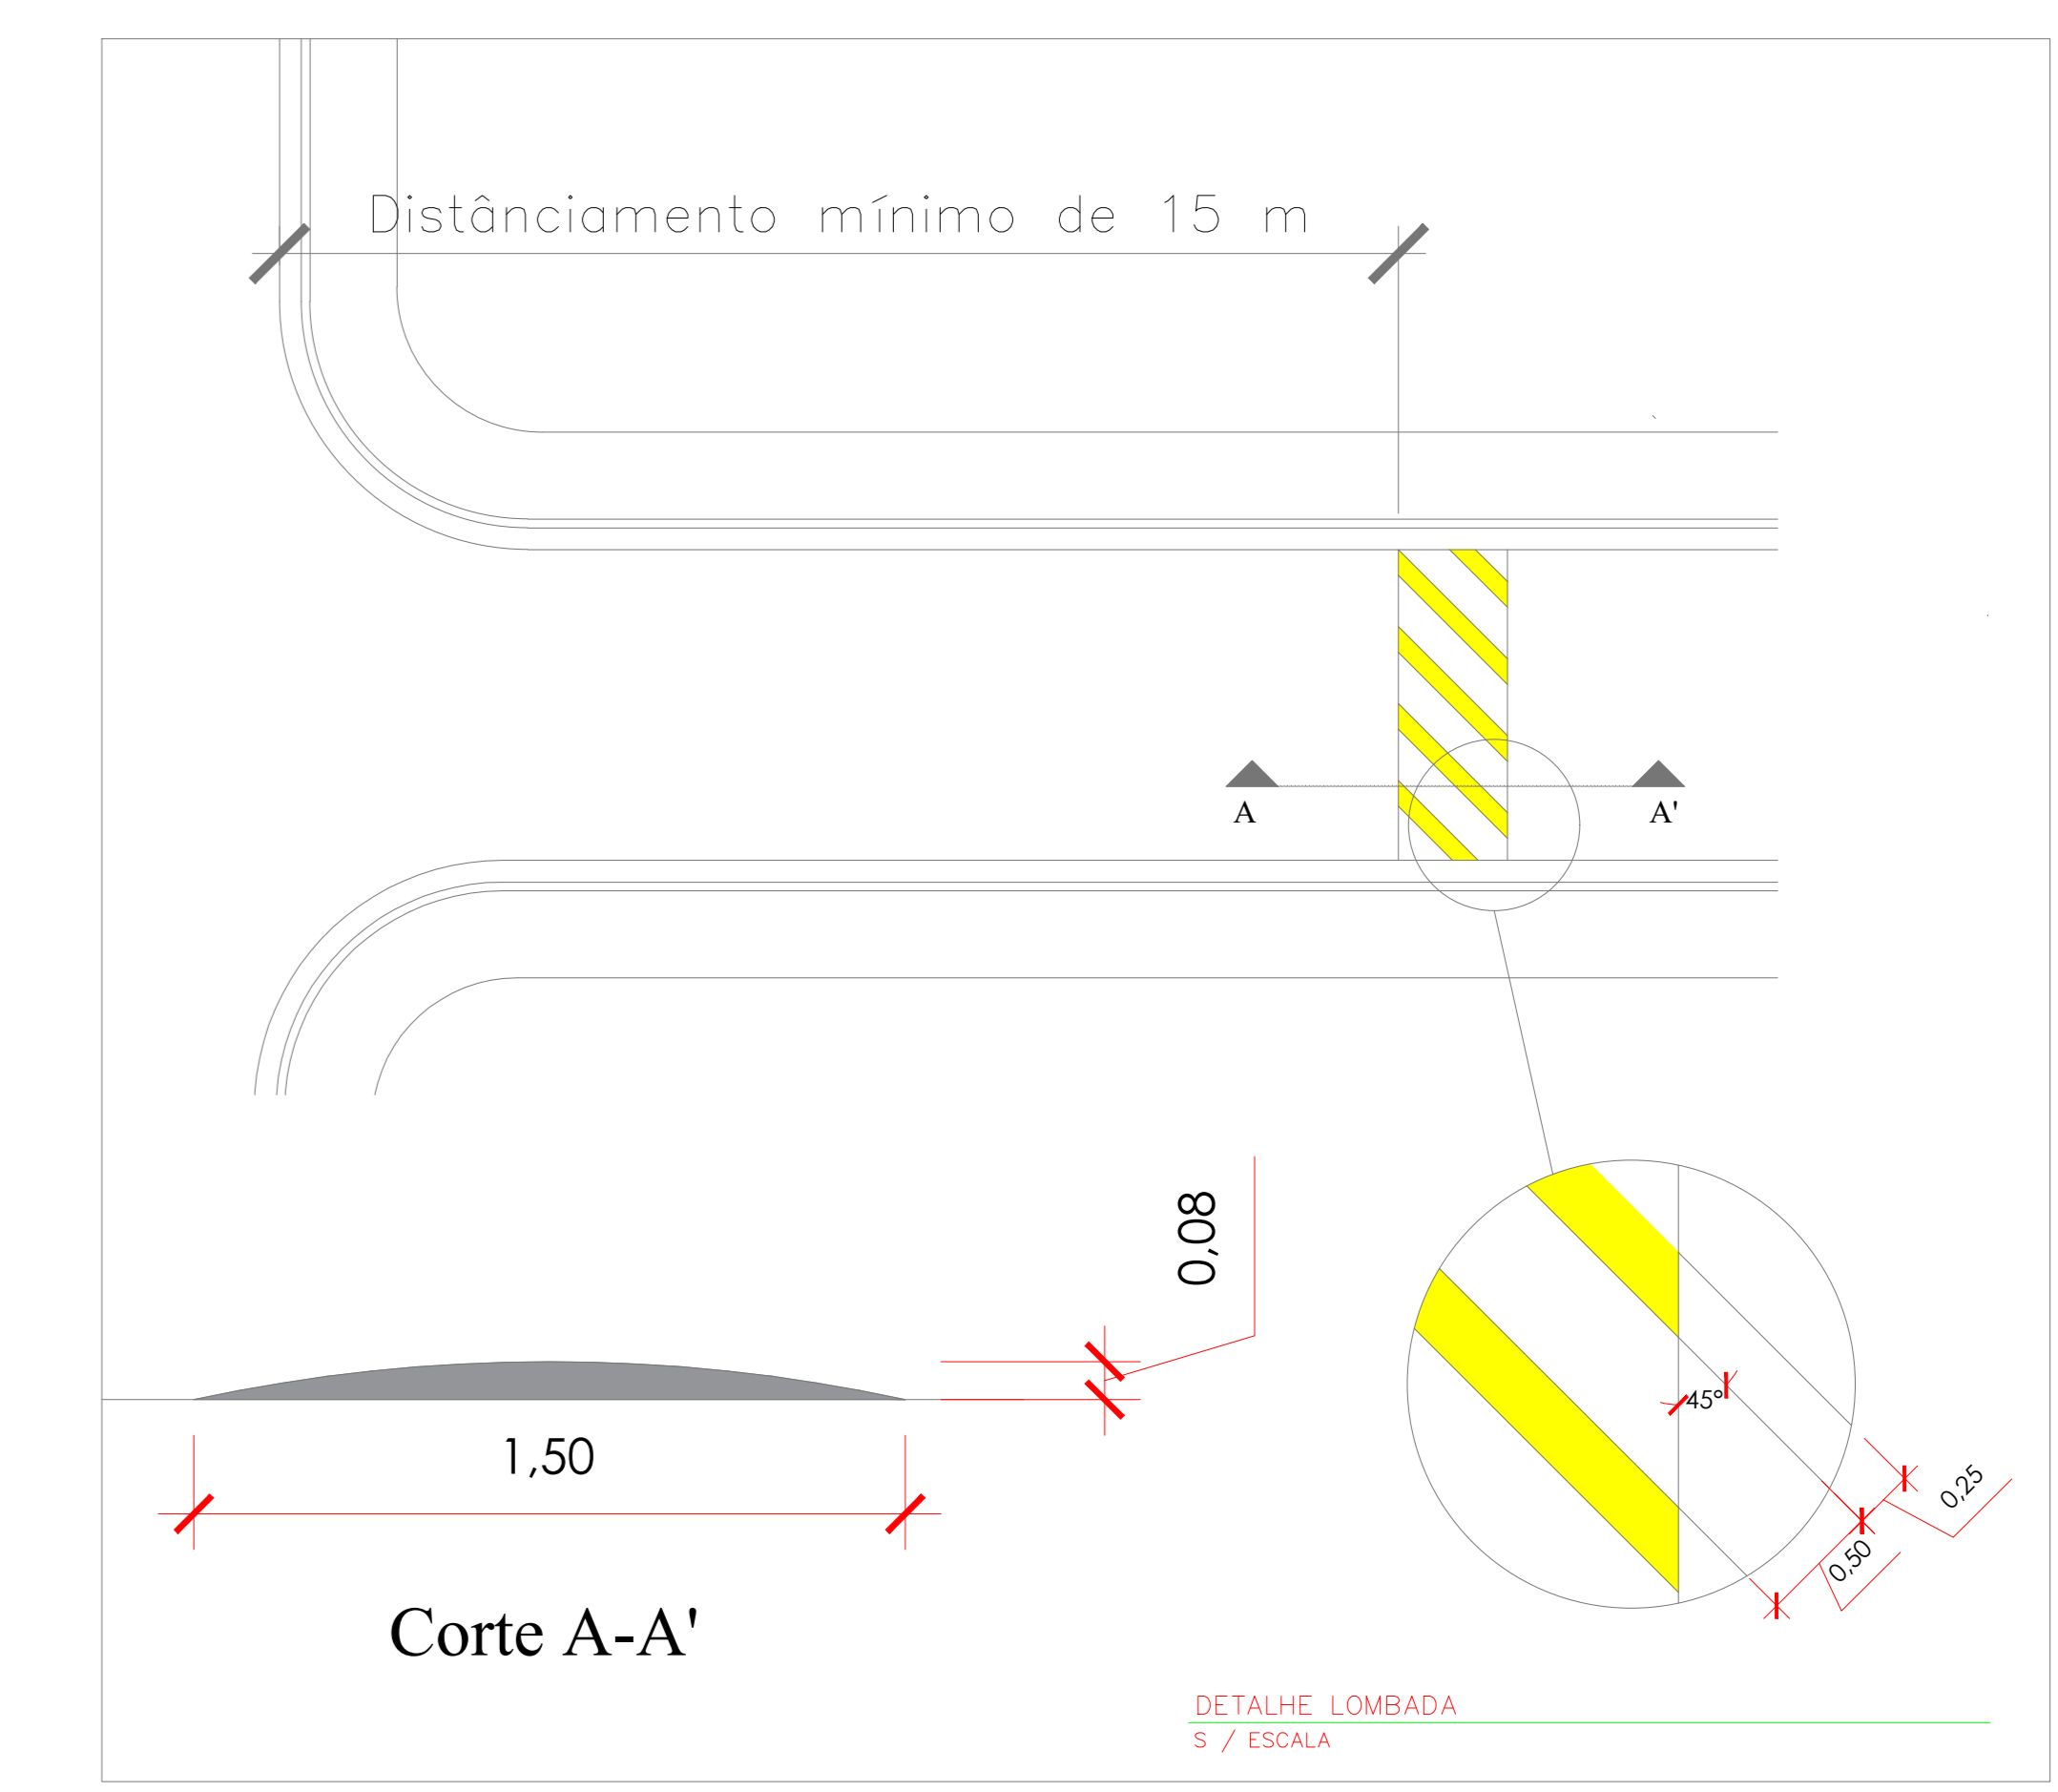 Distânciamento mínimo de 15 m
A
A'
0,08
1,50
45°
0,25
0,50
Corte A-A'
DETALHE LOMBADA
S / ESCALA